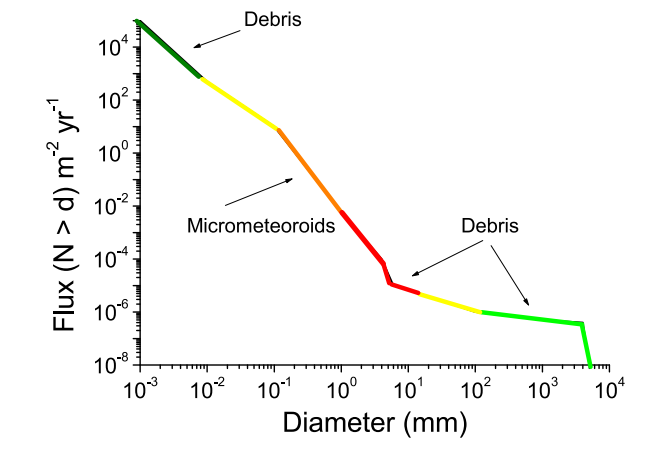 Debris
10⁴
10²
10⁰
10⁻²
10⁻⁴
10⁻⁶
10⁻⁸
Flux (N > d) m⁻² yr⁻¹
Micrometeoroids
Debris
10⁻³ 10⁻² 10⁻¹ 10⁰ 10¹ 10² 10³ 10⁴
Diameter (mm)